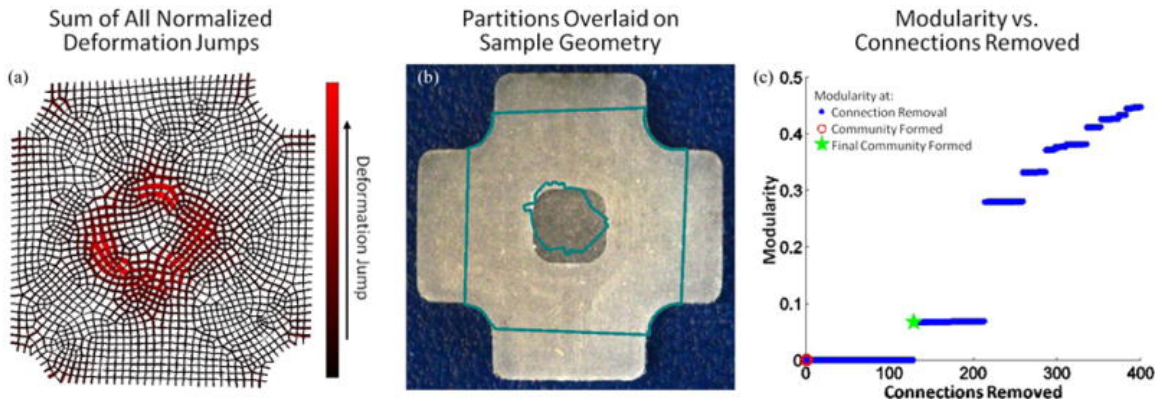 Sum of All Normalized
Deformation Jumps
(a)
Deformation Jump
Partitions Overlaid on
Sample Geometry
(b)
Modularity vs.
Connections Removed
(c)
0.5
0.4
0.3
0.2
0.1
0
Modularity
Modularity at:
Connection Removal
Community Formed
Final Community Formed
0 100 200 300 400
Connections Removed